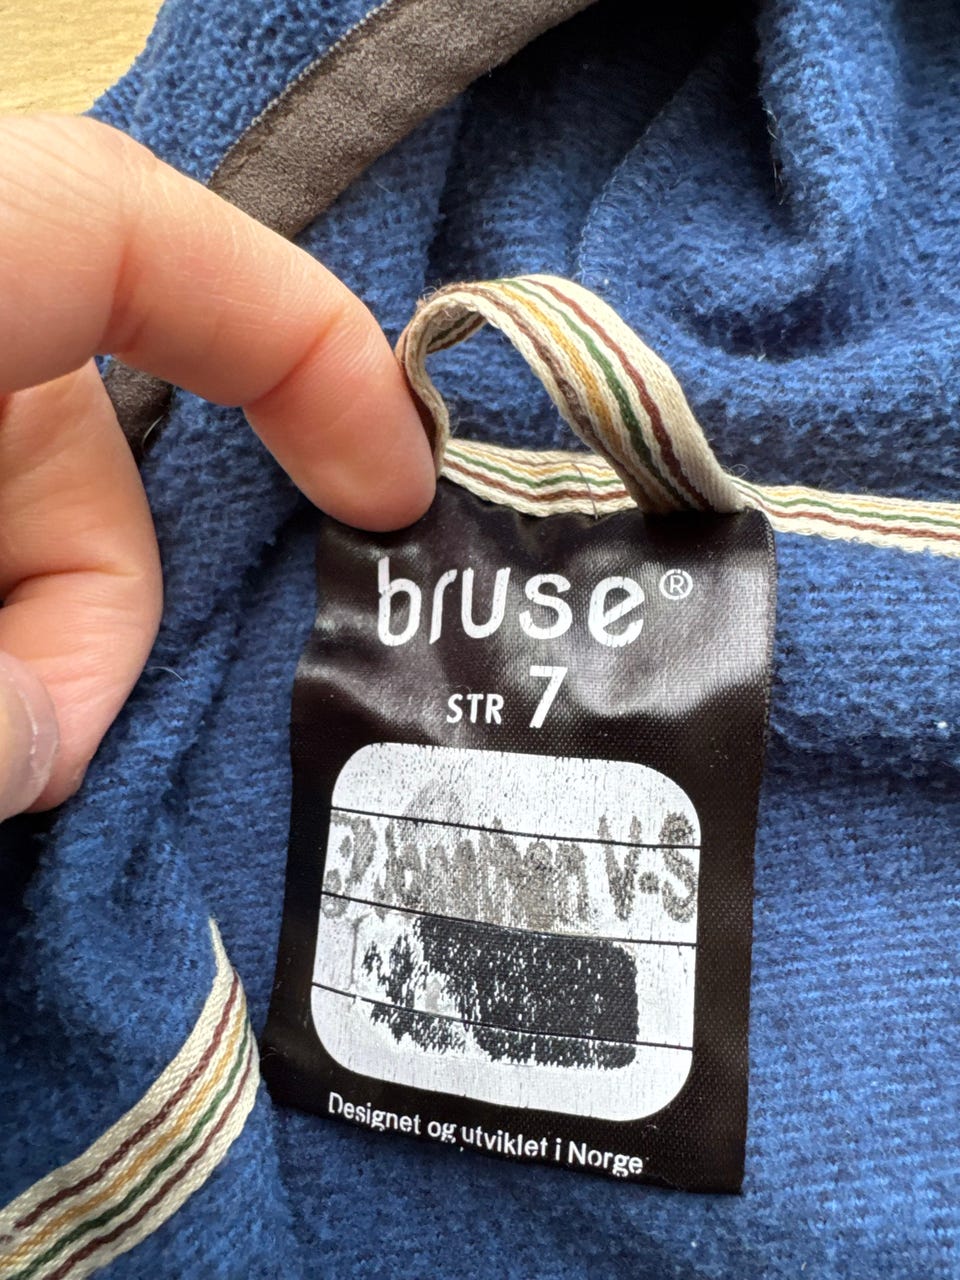 bruse®
STR 7
V-S
Designet og utviklet i Norge